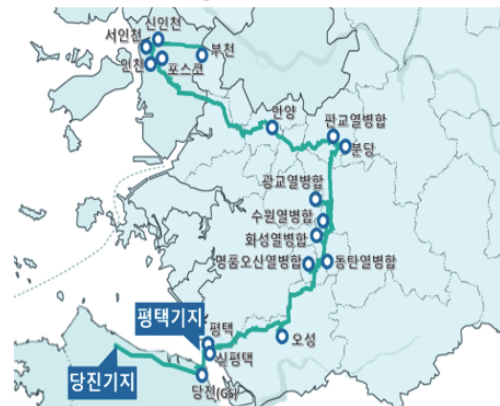 신인천
서인천
부천
인천
포스코
안양
판교열병합
분당
광교열병합
수원열병합
화성열병합
명품오산열병합
동탄열병합
평택기지
평택
오성
신평택
당진기지
당진(GS)